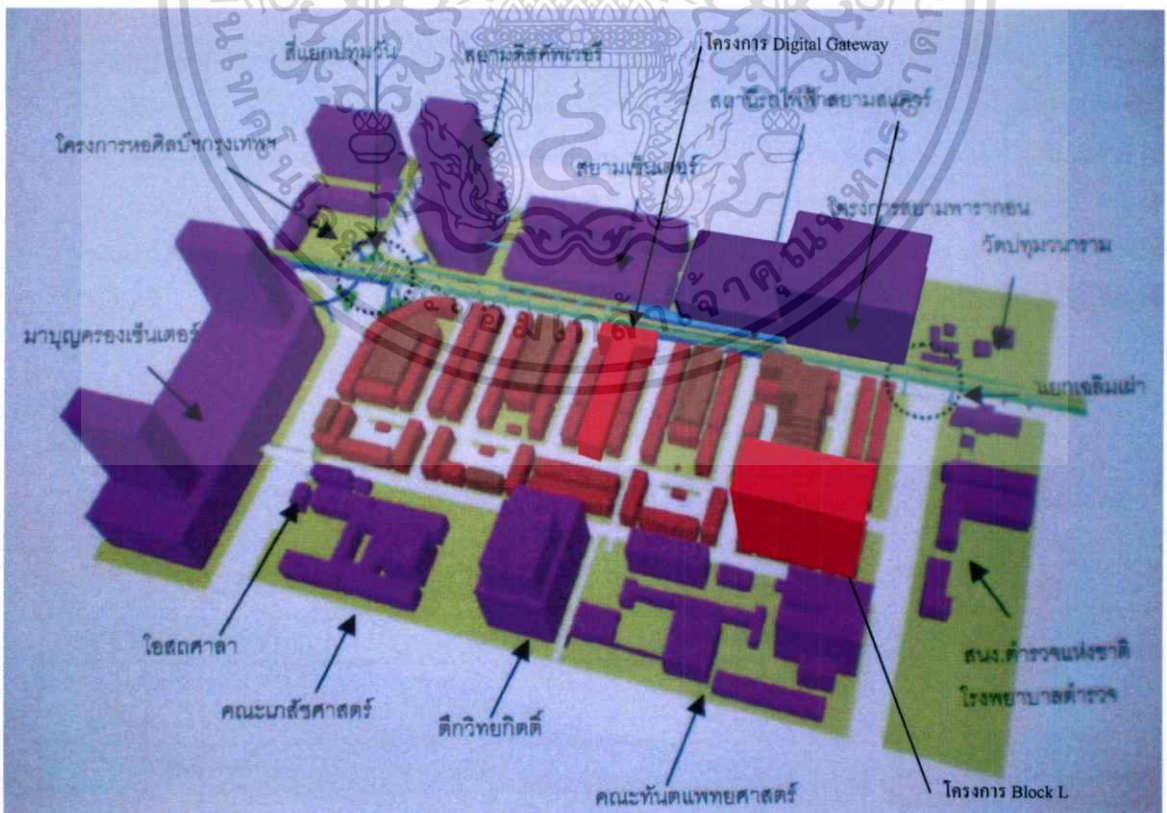 โครงการ Digital Gateway
สี่แยกปทุมวัน
สยามดิสคัฟเวอรี่
สถานีรถไฟฟ้าสยามสแควร์
โครงการหอศิลป์ฯกรุงเทพฯ
สยามเซ็นเตอร์
โครงการสยามพารากอน
วัดปทุมวนาราม
มาบุญครองเซ็นเตอร์
แยกเฉลิมเผ่า
โอสถศาลา
สนง.ตำรวจแห่งชาติ
โรงพยาบาลตำรวจ
คณะเภสัชศาสตร์
ตึกวิทยกิตติ์
คณะทันตแพทยศาสตร์
โครงการ Block L